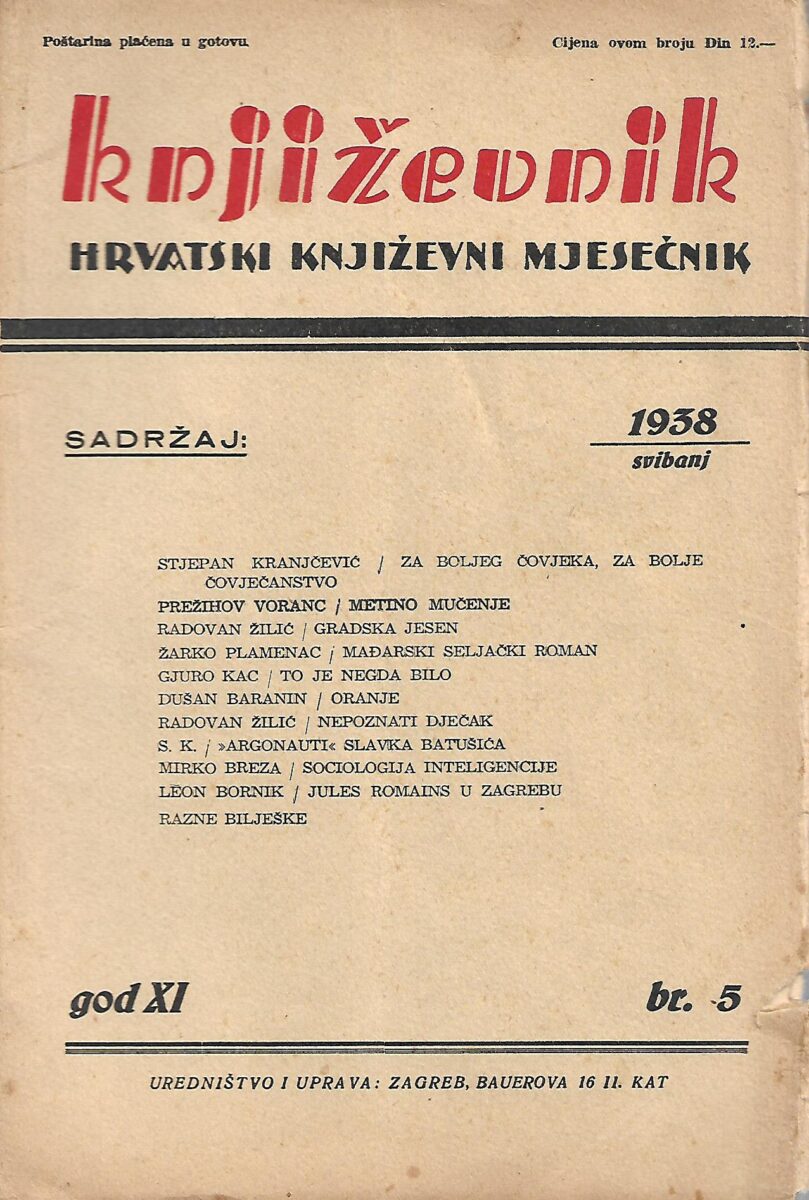 Poštarina plaćena u gotovu
Cijena ovom broju Din 12.—
književnik
HRVATSKI KNJIŽEVNI MJESEČNIK
SADRŽAJ:
1938
svibanj
STJEPAN KRANJČEVIĆ / ZA BOLJEG ČOVJEKA, ZA BOLJE
ČOVJEČANSTVO
PREŽIHOV VORANC / METINO MUČENJE
RADOVAN ŽILIĆ / GRADSKA JESEN
ŽARKO PLAMENAC / MAĐARSKI SELJAČKI ROMAN
GJURO KAC / TO JE NEGDA BILO
DUŠAN BARANIN / ORANJE
RADOVAN ŽILIĆ / NEPOZNATI DJEČAK
S. K. / »ARGONAUTI« SLAVKA BATUŠIĆA
MIRKO BREZA / SOCIOLOGIJA INTELIGENCIJE
LEON BORNIK / JULES ROMAINS U ZAGREBU
RAZNE BILJEŠKE
god XI
br. 5
UREDNIŠTVO I UPRAVA: ZAGREB, BAUEROVA 16 II. KAT